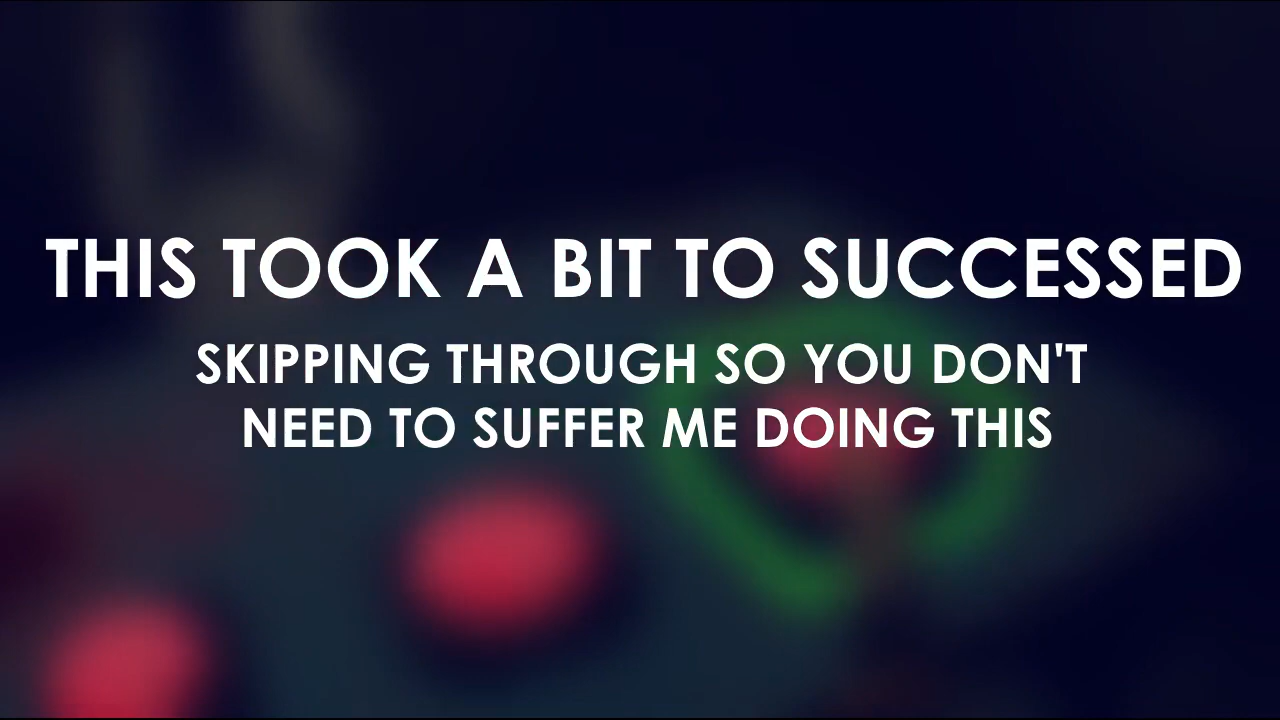 THIS TOOK A BIT TO SUCCESSED
SKIPPING THROUGH SO YOU DON'T
NEED TO SUFFER ME DOING THIS